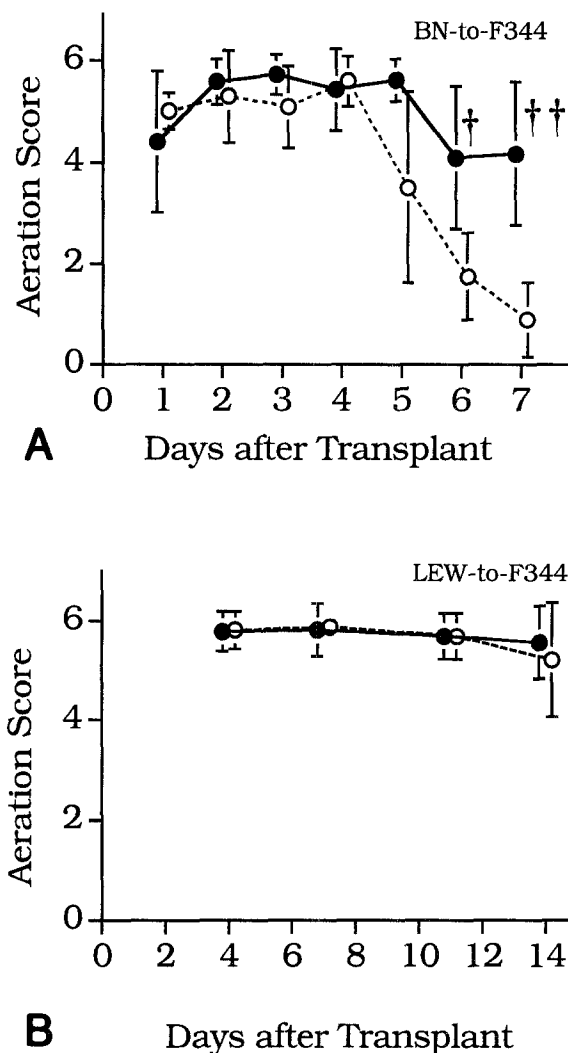 BN-to-F344
6
4
2
0
† ††
Aeration Score
0 1 2 3 4 5 6 7
A Days after Transplant
LEW-to-F344
6
4
2
0
Aeration Score
0 2 4 6 8 10 12 14
B Days after Transplant